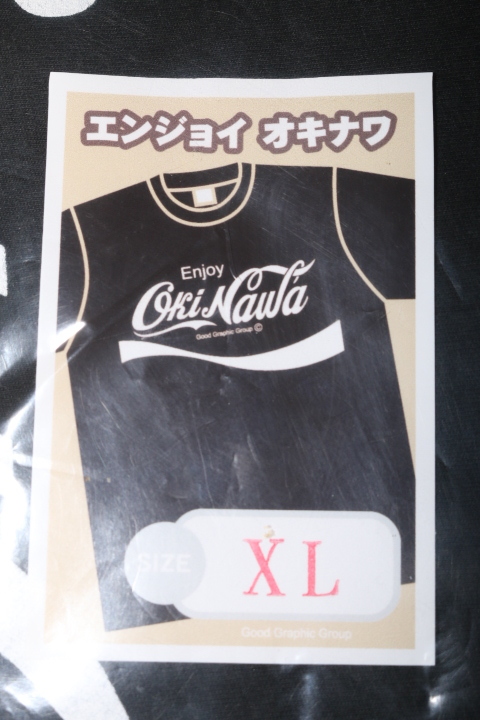 エンジョイ オキナワ
Enjoy
OkiNawa
Good Graphic Group ©
SIZE
XL
Good Graphic Group